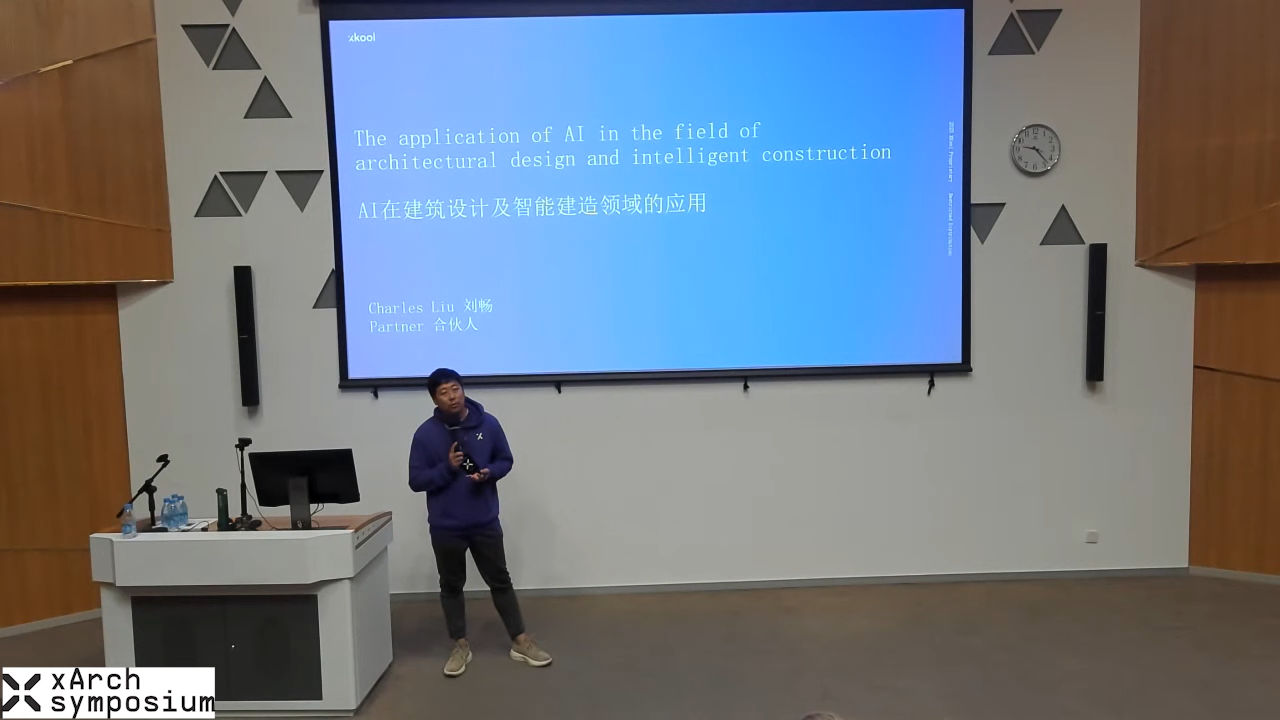 xkool
The application of AI in the field of
architectural design and intelligent construction
AI在建筑设计及智能建造领域的应用
Charles Liu 刘畅
Partner 合伙人
xArch
symposium